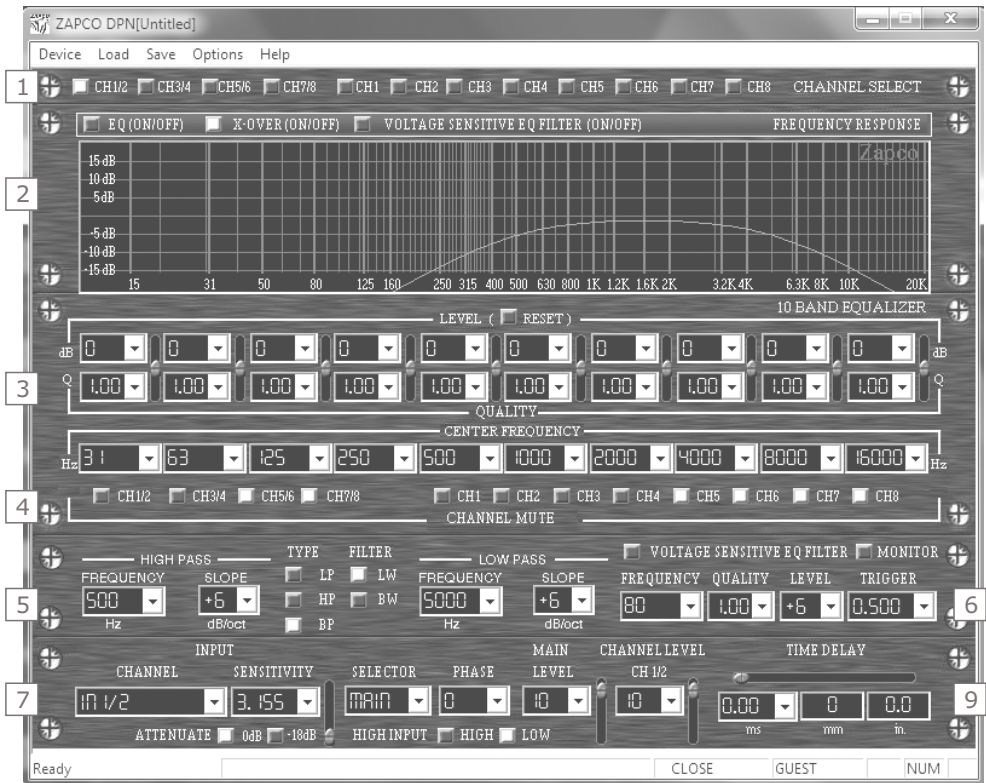 ZAPCO DPN[Untitled]
Device Load Save Options Help
1
CH1/2 CH3/4 CH5/6 CH7/8 CH1 CH2 CH3 CH4 CH5 CH6 CH7 CH8 CHANNEL SELECT
EQ (ON/OFF) X-OVER (ON/OFF) VOLTAGE SENSITIVE EQ FILTER (ON/OFF) FREQUENCY RESPONSE
Zapco
2
15 dB
10 dB
5 dB
-5 dB
-10 dB
-15 dB
15 31 50 80 125 160 250 315 400 500 630 800 1K 1.2K 1.6K 2K 3.2K 4K 6.3K 8K 10K 20K
10 BAND EQUALIZER
LEVEL ( RESET )
dB 0 0 0 0 0 0 0 0 0 0 dB
3
Q 1.00 1.00 1.00 1.00 1.00 1.00 1.00 1.00 1.00 1.00 Q
QUALITY
CENTER FREQUENCY
Hz 31 63 125 250 500 1000 2000 4000 8000 16000 Hz
4
CH1/2 CH3/4 CH5/6 CH7/8 CH1 CH2 CH3 CH4 CH5 CH6 CH7 CH8
CHANNEL MUTE
5
HIGH PASS TYPE FILTER LOW PASS VOLTAGE SENSITIVE EQ FILTER MONITOR
FREQUENCY SLOPE LP LW FREQUENCY SLOPE FREQUENCY QUALITY LEVEL TRIGGER
500 +6 HP BW 5000 +6 80 1.00 +6 0.500
Hz dB/oct BP Hz dB/oct
6
7
INPUT MAIN CHANNEL LEVEL TIME DELAY
CHANNEL SENSITIVITY SELECTOR PHASE LEVEL CH 1/2
IN 1/2 3.155 MAIN 0 10 10 0.00 0 0.0
ms mm in.
ATTENUATE 0dB -18dB HIGH INPUT HIGH LOW
9
Ready CLOSE GUEST NUM